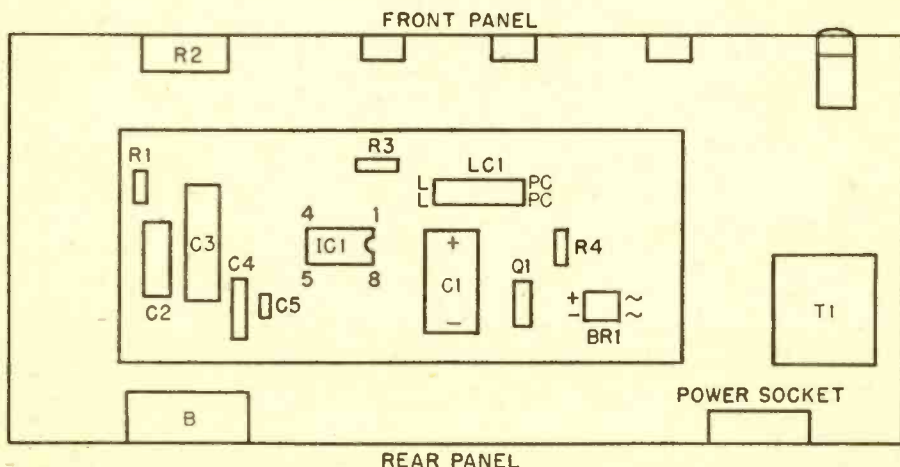 FRONT PANEL
R2
R1
R3
LC1
L PC
L PC
4 1
IC1
5 8
C3
C2
C4
C5
+
C1
−
Q1
R4
+ ~
− ~
BR1
T1
B
POWER SOCKET
REAR PANEL